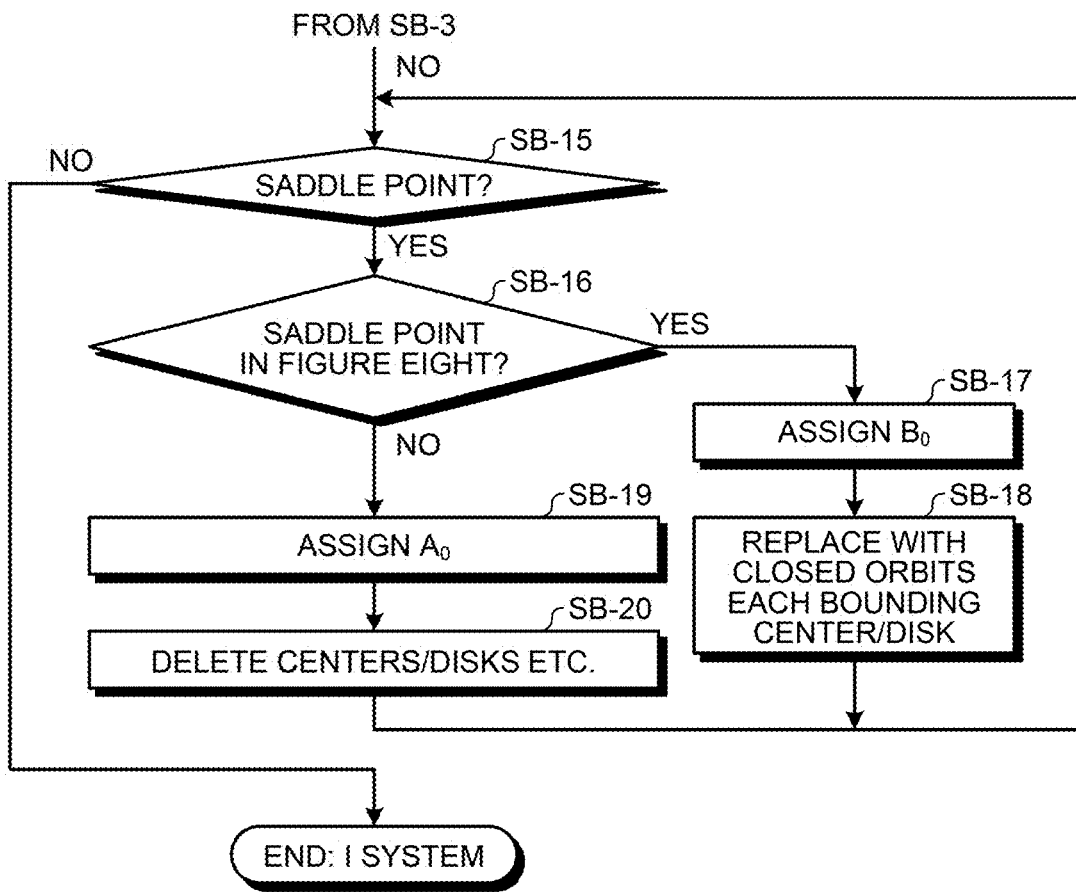 FROM SB-3
NO
SB-15
NO
SADDLE POINT?
YES
SB-16
SADDLE POINT
IN FIGURE EIGHT?
YES
SB-17
ASSIGN B₀
NO
SB-18
REPLACE WITH
CLOSED ORBITS
EACH BOUNDING
CENTER/DISK
SB-19
ASSIGN A₀
SB-20
DELETE CENTERS/DISKS ETC.
END: I SYSTEM